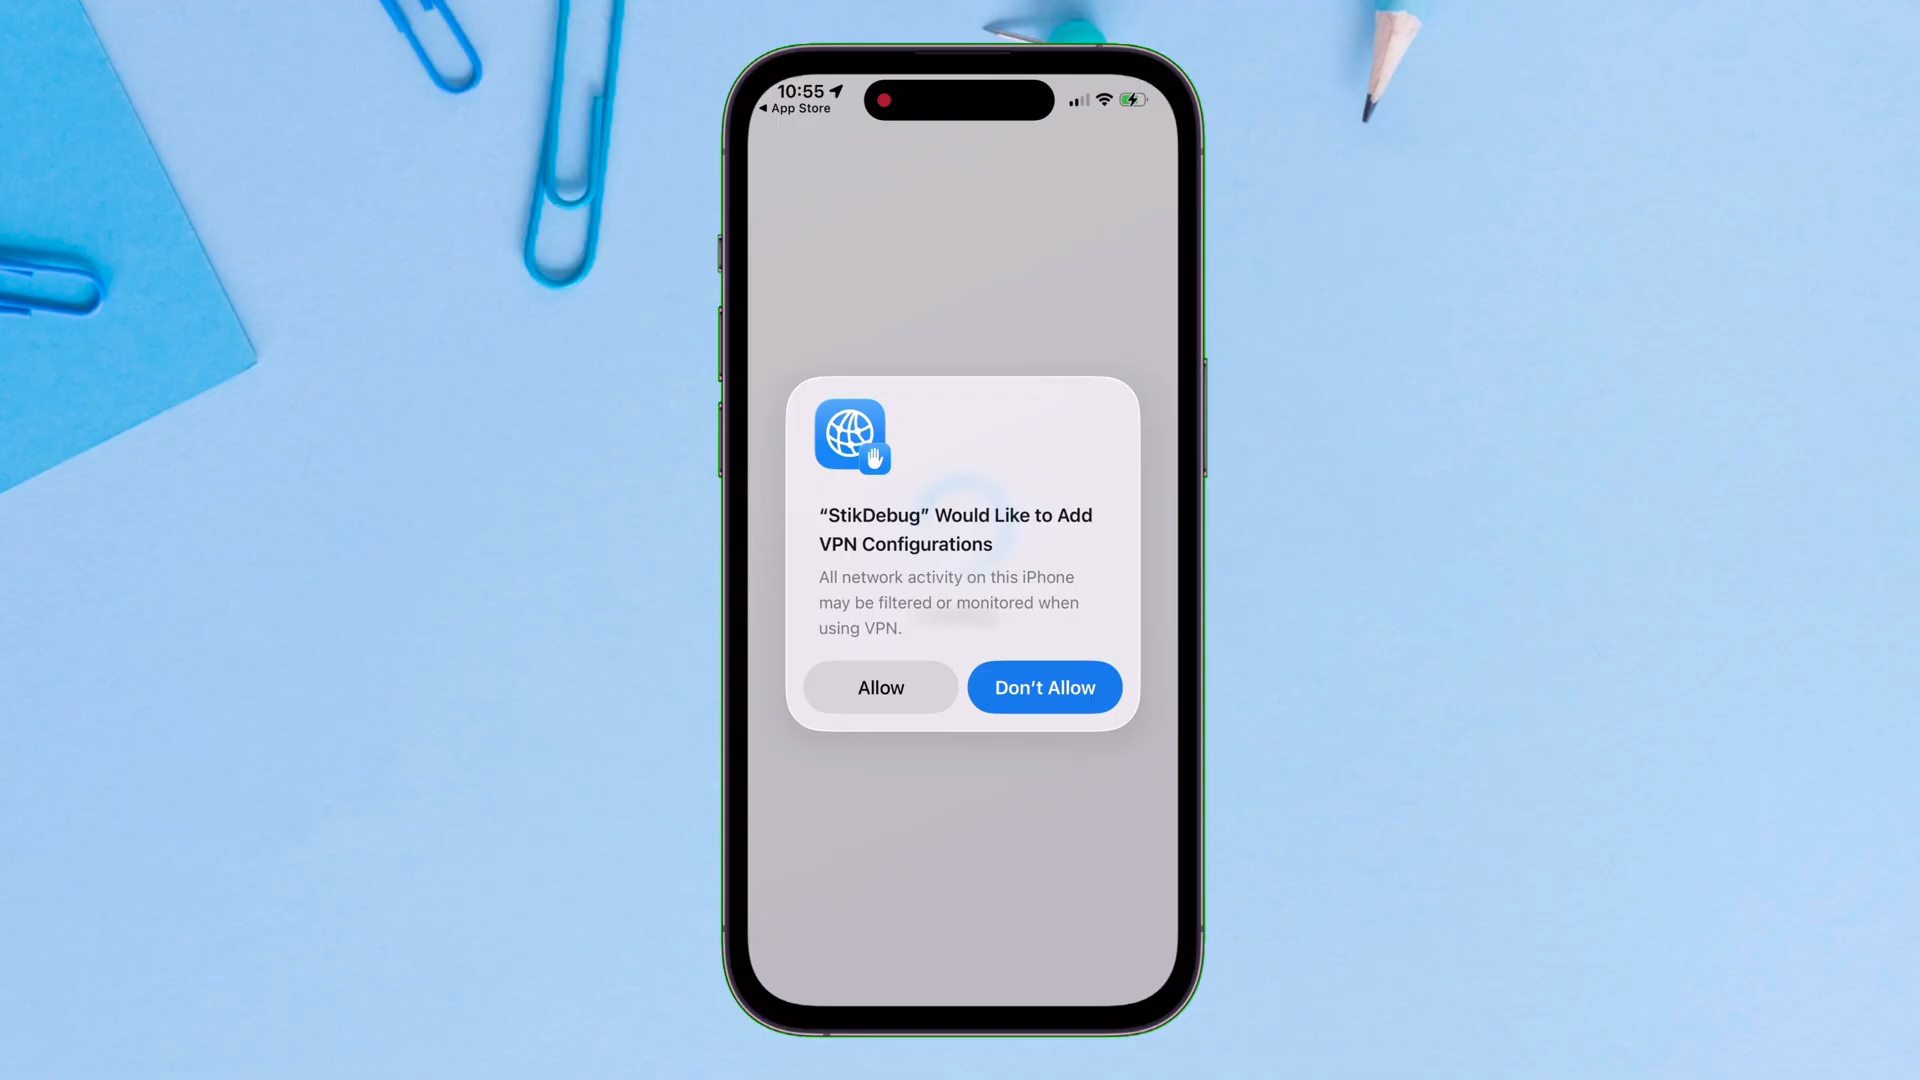 10:55
◀ App Store
“StikDebug” Would Like to Add
VPN Configurations
All network activity on this iPhone
may be filtered or monitored when
using VPN.
Allow
Don’t Allow